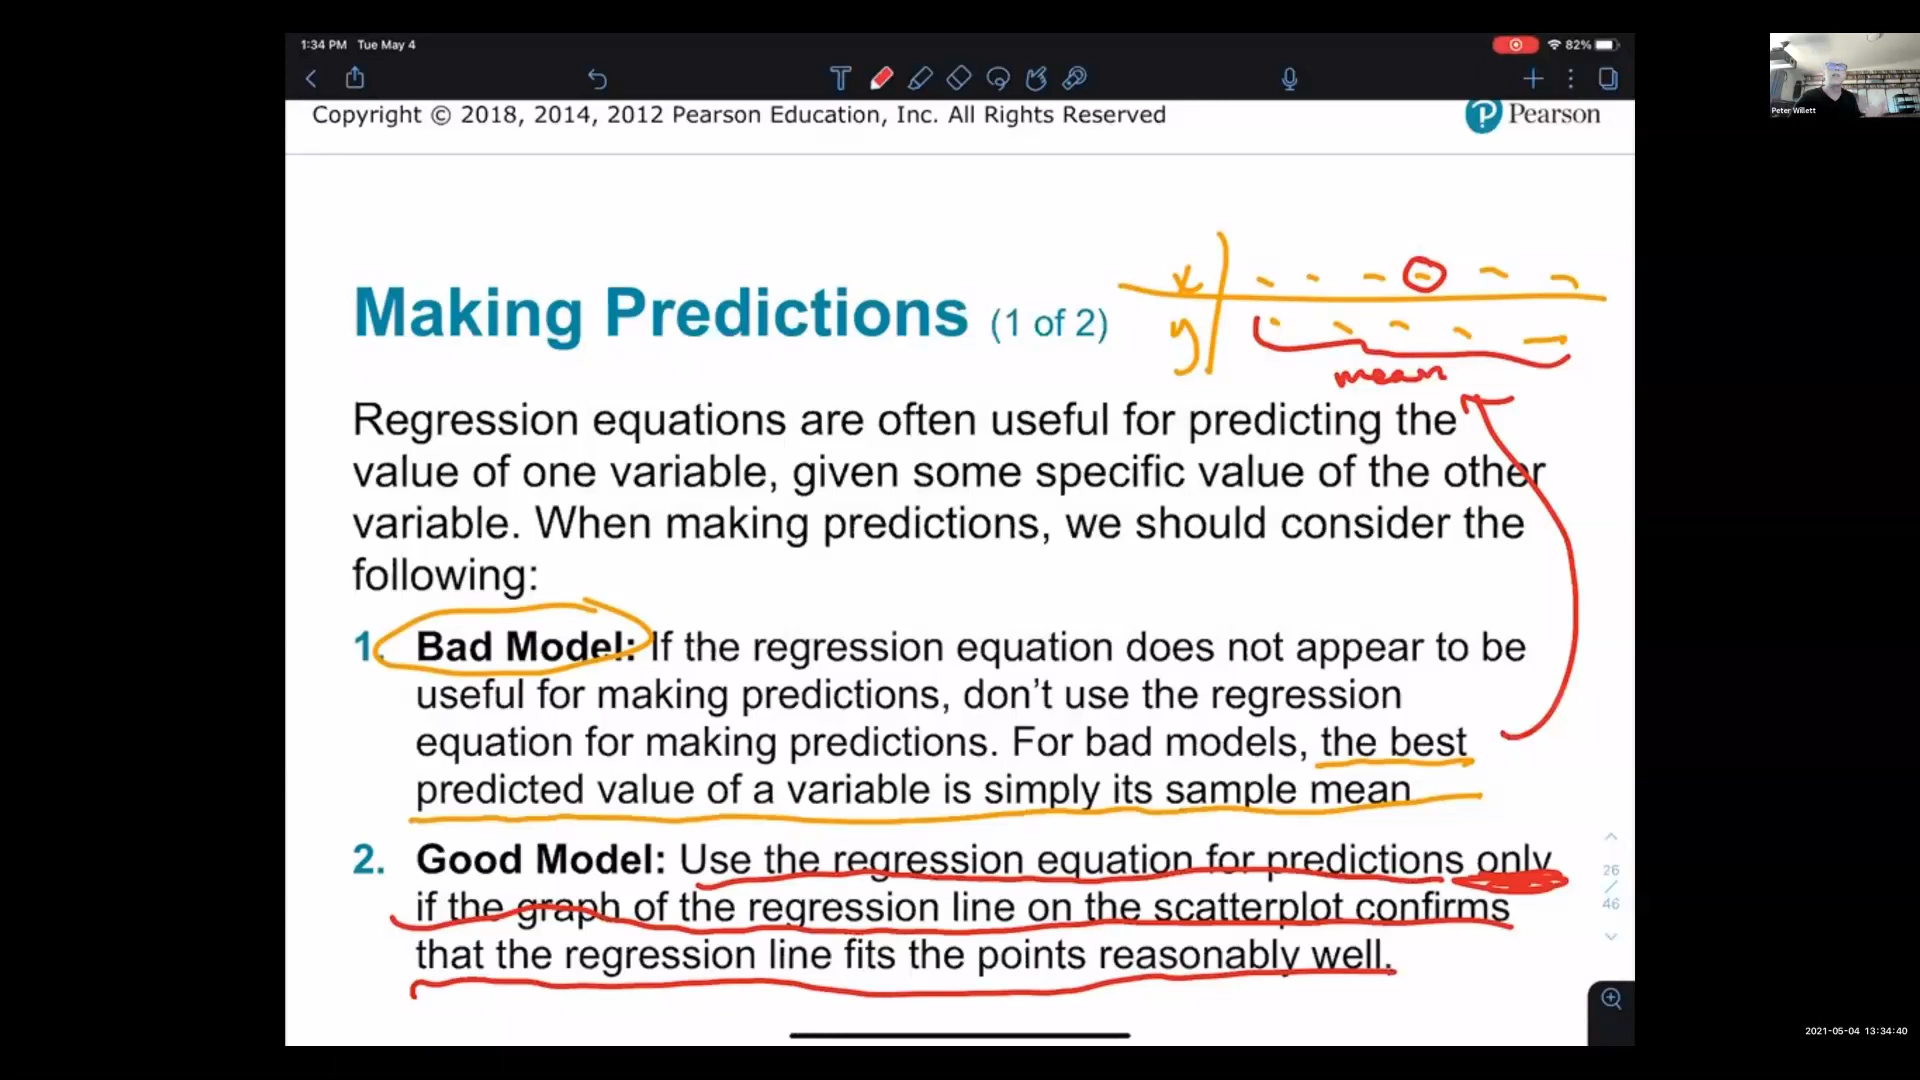 1:34 PM Tue May 4
82%
Copyright © 2018, 2014, 2012 Pearson Education, Inc. All Rights Reserved
Pearson
Peter Willett
x
Making Predictions (1 of 2)
y
mean
Regression equations are often useful for predicting the
value of one variable, given some specific value of the other
variable. When making predictions, we should consider the
following:
1. Bad Model: If the regression equation does not appear to be
useful for making predictions, don’t use the regression
equation for making predictions. For bad models, the best
predicted value of a variable is simply its sample mean
2. Good Model: Use the regression equation for predictions only
if the graph of the regression line on the scatterplot confirms
that the regression line fits the points reasonably well.
26
/
46
2021-05-04 13:34:40